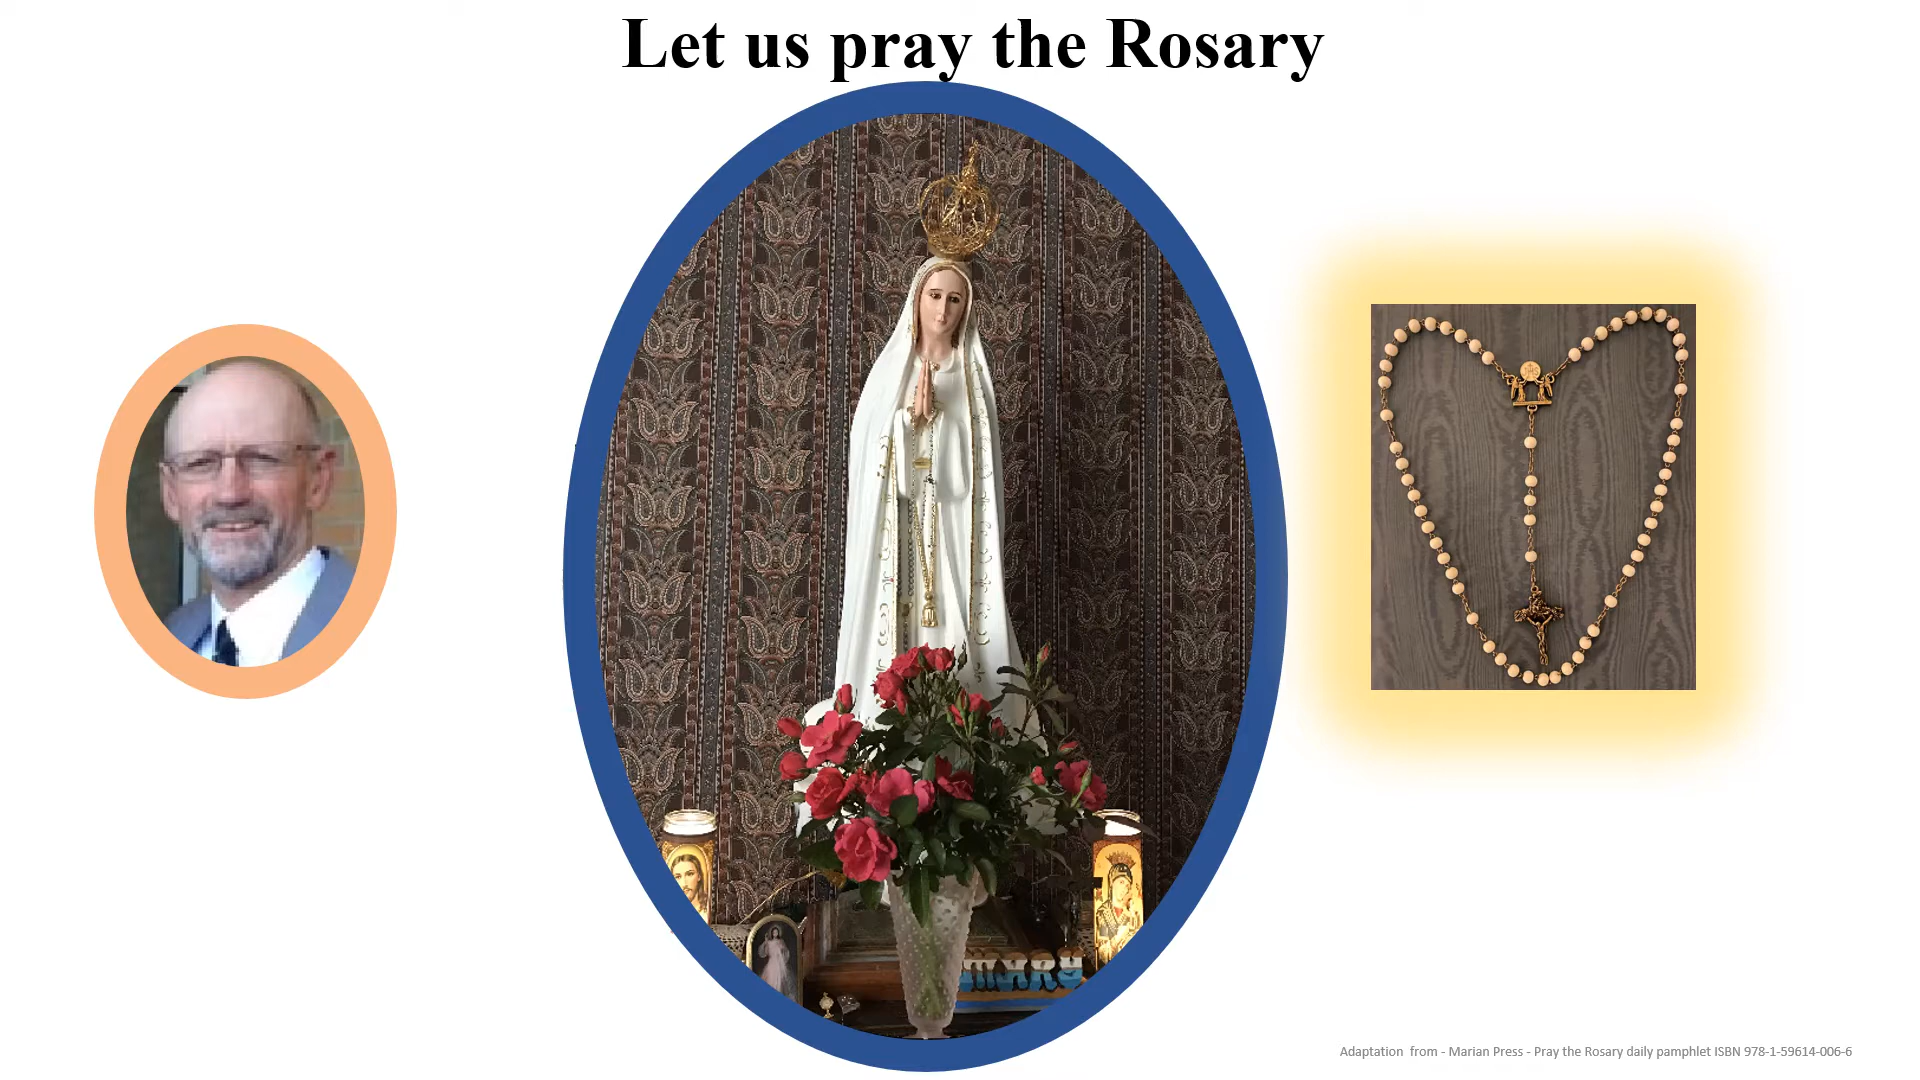 Let us pray the Rosary
MARY
Adaptation from - Marian Press - Pray the Rosary daily pamphlet ISBN 978-1-59614-006-6